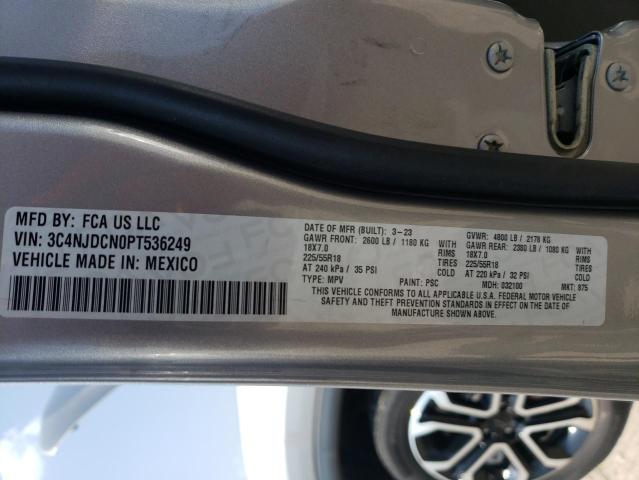 MFD BY: FCA US LLC
VIN: 3C4NJDCN0PT536249
VEHICLE MADE IN: MEXICO
DATE OF MFR (BUILT): 3-23 GVWR: 4800 LB / 2178 KG
GAWR FRONT: 2600 LB / 1180 KG WITH GAWR REAR: 2380 LB / 1080 KG WITH
18X7.0 RIMS 18X7.0 RIMS
225/55R18 TIRES 225/55R18 TIRES
AT 240 kPa / 35 PSI COLD AT 220 kPa / 32 PSI COLD
TYPE: MPV PAINT: PSC MDH: 032100 MKT: 875
THIS VEHICLE CONFORMS TO ALL APPLICABLE U.S.A. FEDERAL MOTOR VEHICLE
SAFETY AND THEFT PREVENTION STANDARDS IN EFFECT ON THE DATE OF
MANUFACTURE SHOWN ABOVE.